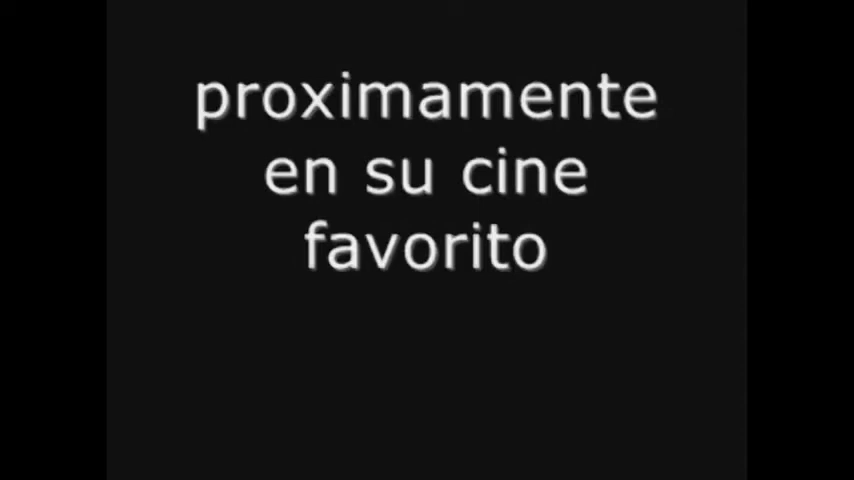 proximamente
en su cine
favorito